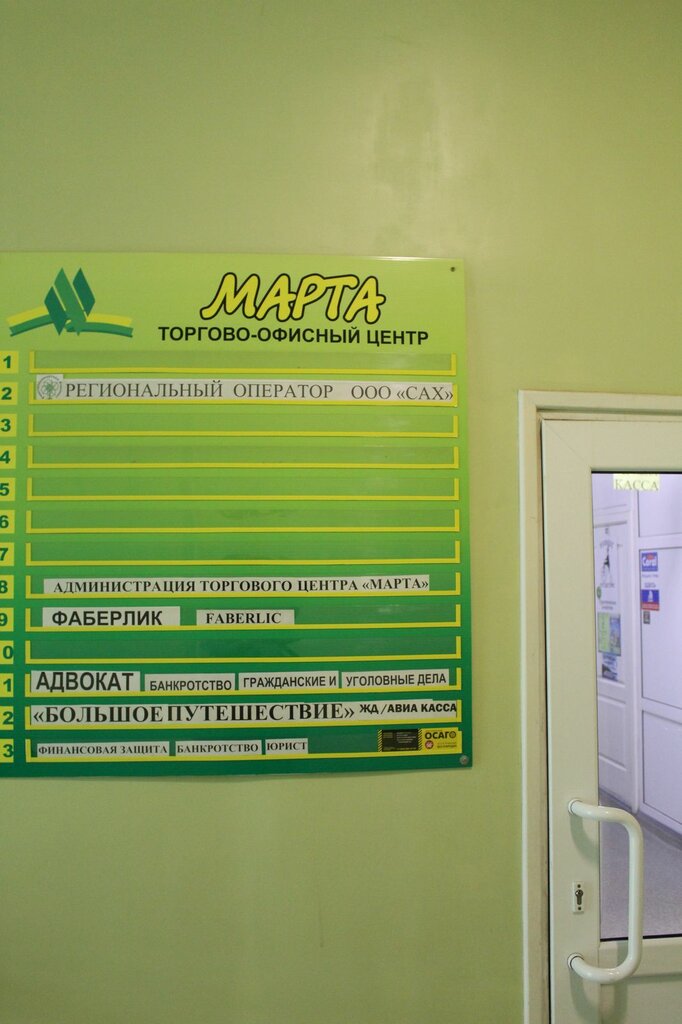 МАРТА
ТОРГОВО-ОФИСНЫЙ ЦЕНТР
1
2 РЕГИОНАЛЬНЫЙ ОПЕРАТОР ООО «САХ»
3
4
5
6
7
8 АДМИНИСТРАЦИЯ ТОРГОВОГО ЦЕНТРА «МАРТА»
9 ФАБЕРЛИК FABERLIC
0
1 АДВОКАТ БАНКРОТСТВО ГРАЖДАНСКИЕ И УГОЛОВНЫЕ ДЕЛА
2 «БОЛЬШОЕ ПУТЕШЕСТВИЕ» ЖД/АВИА КАССА
3 ФИНАНСОВАЯ ЗАЩИТА БАНКРОТСТВО ЮРИСТ ОСАГО
КАССА
Coral